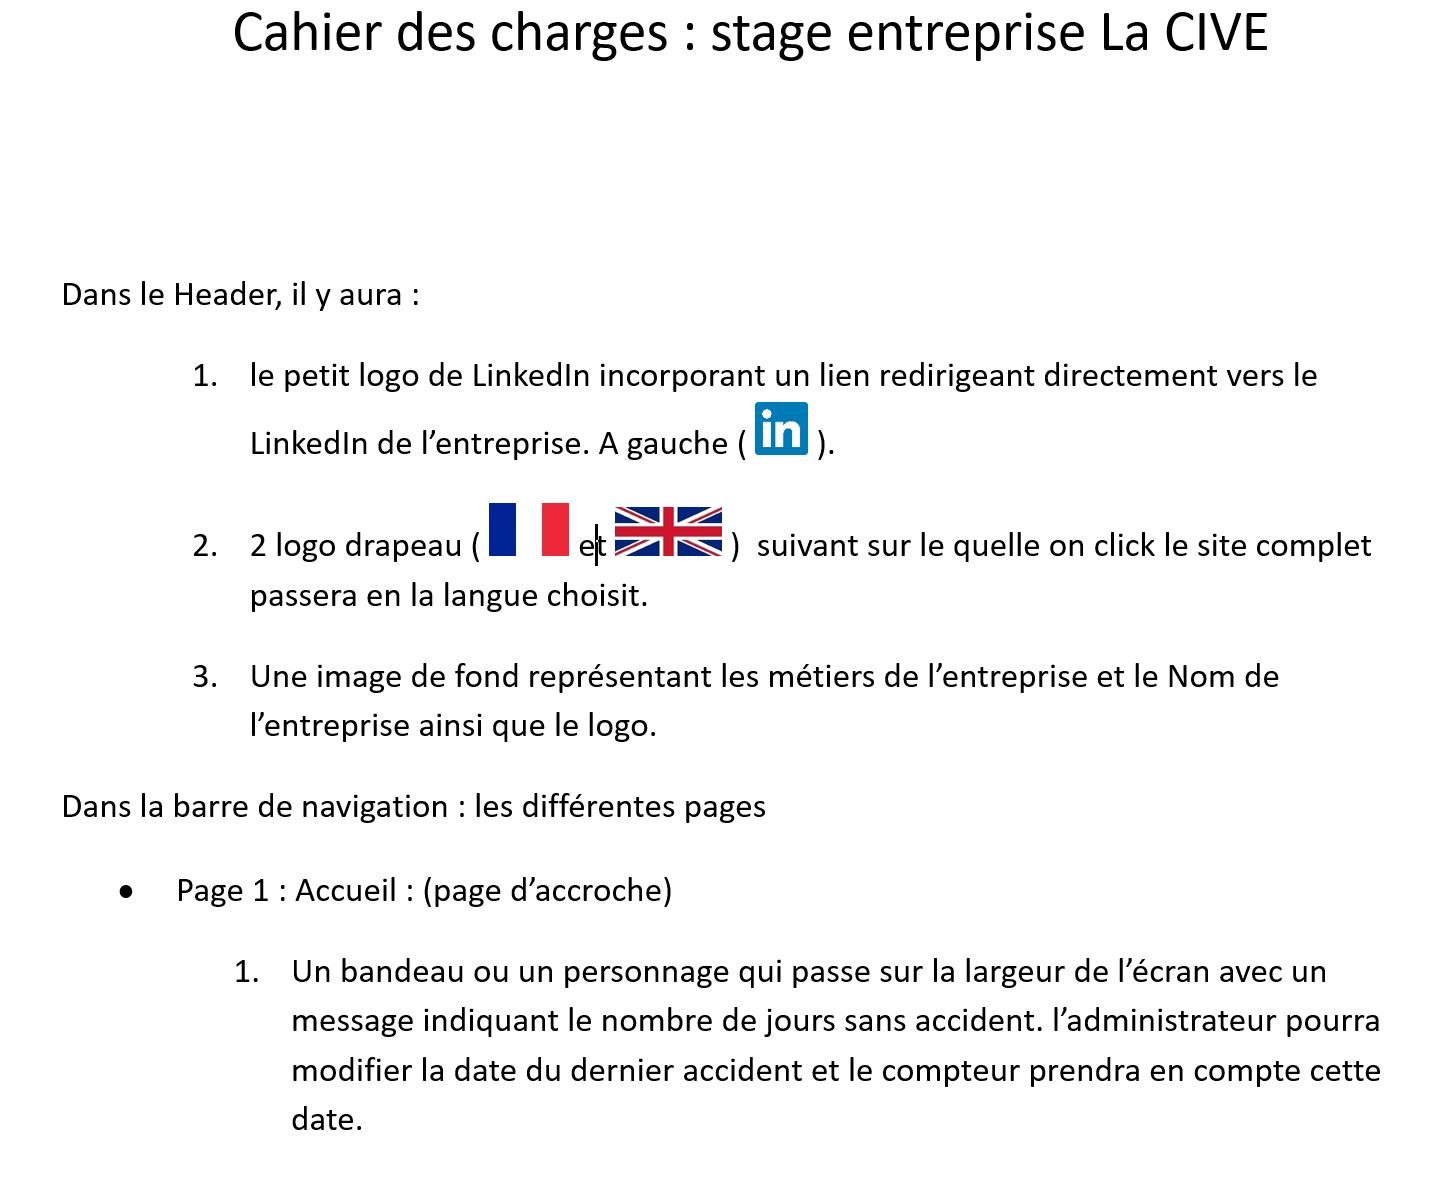 Cahier des charges : stage entreprise La CIVE
Dans le Header, il y aura :
1. le petit logo de LinkedIn incorporant un lien redirigeant directement vers le
LinkedIn de l’entreprise. A gauche ( in ).
2. 2 logo drapeau ( et ) suivant sur le quelle on click le site complet
passera en la langue choisit.
3. Une image de fond représentant les métiers de l’entreprise et le Nom de
l’entreprise ainsi que le logo.
Dans la barre de navigation : les différentes pages
● Page 1 : Accueil : (page d’accroche)
1. Un bandeau ou un personnage qui passe sur la largeur de l’écran avec un
message indiquant le nombre de jours sans accident. l’administrateur pourra
modifier la date du dernier accident et le compteur prendra en compte cette
date.